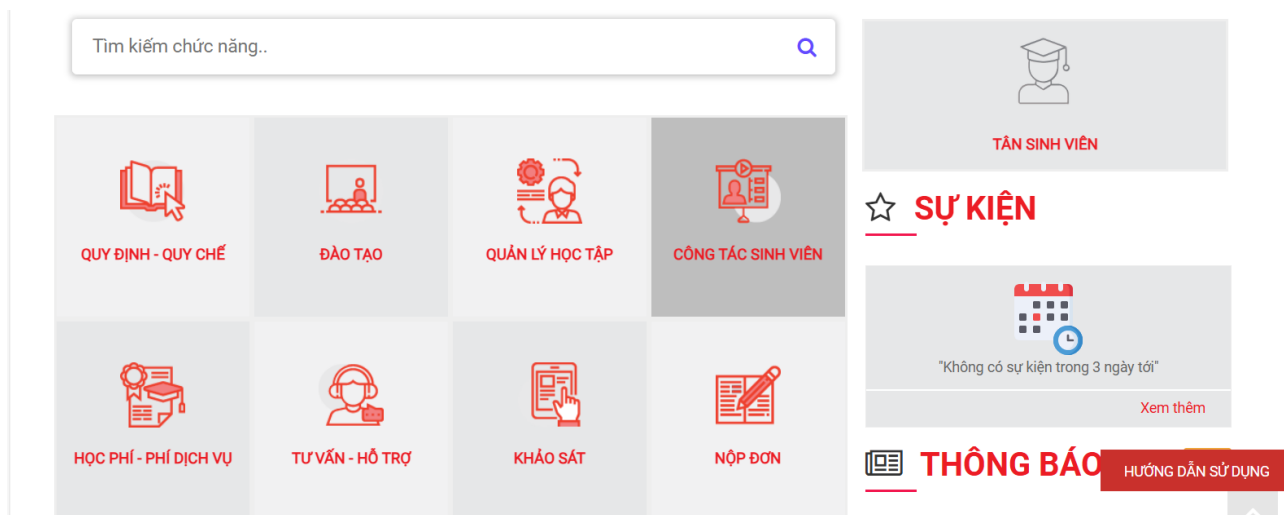 Tìm kiếm chức năng..
QUY ĐỊNH - QUY CHẾ
ĐÀO TẠO
QUẢN LÝ HỌC TẬP
CÔNG TÁC SINH VIÊN
HỌC PHÍ - PHÍ DỊCH VỤ
TƯ VẤN - HỖ TRỢ
KHẢO SÁT
NỘP ĐƠN
TÂN SINH VIÊN
SỰ KIỆN
"Không có sự kiện trong 3 ngày tới"
Xem thêm
THÔNG BÁO
HƯỚNG DẪN SỬ DỤNG